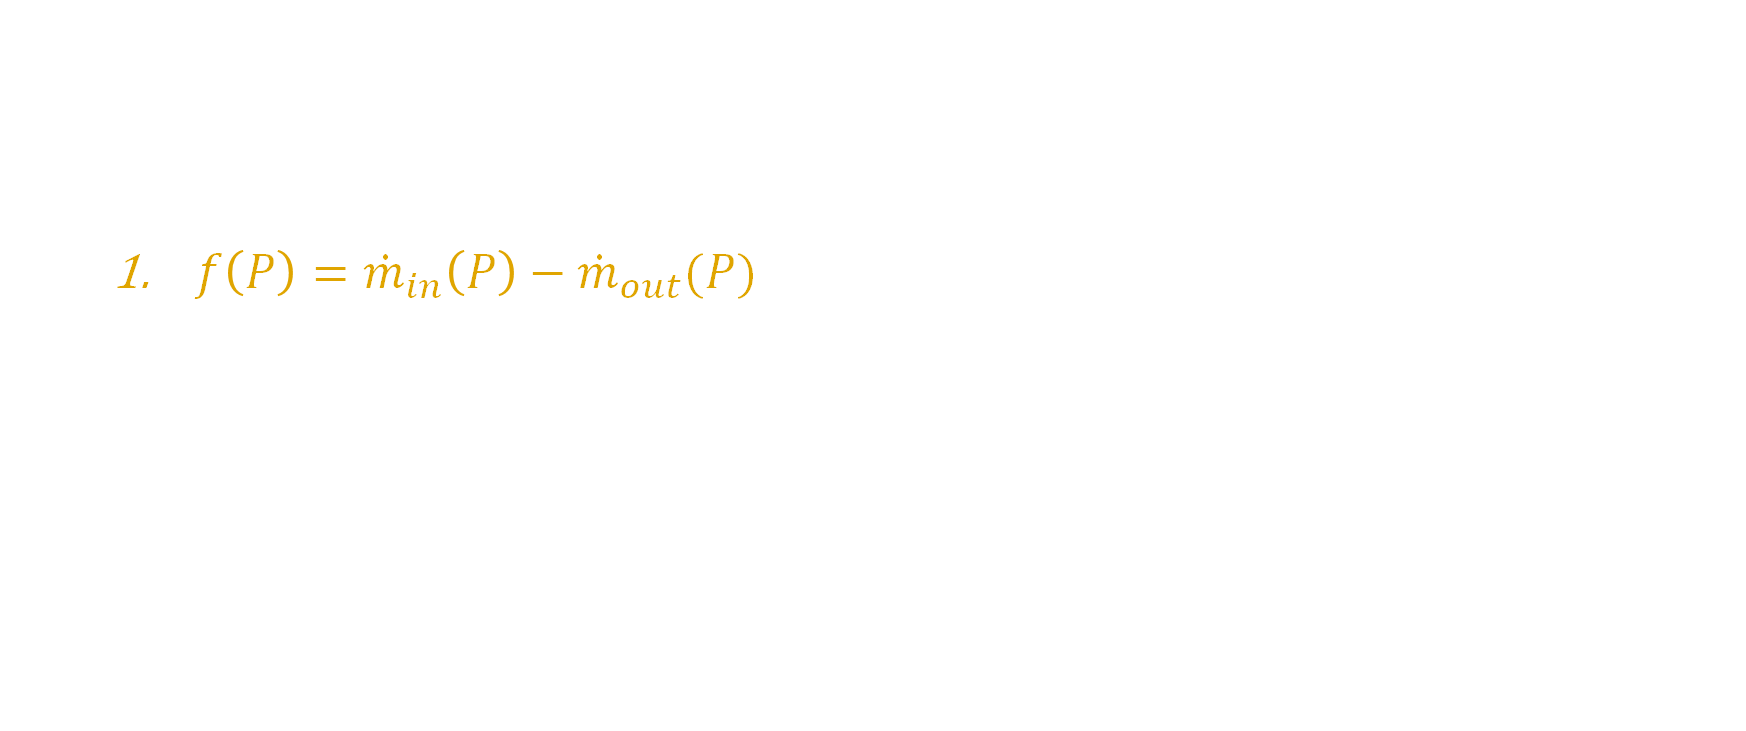 1. f(P) = ṁ_in(P) − ṁ_out(P)